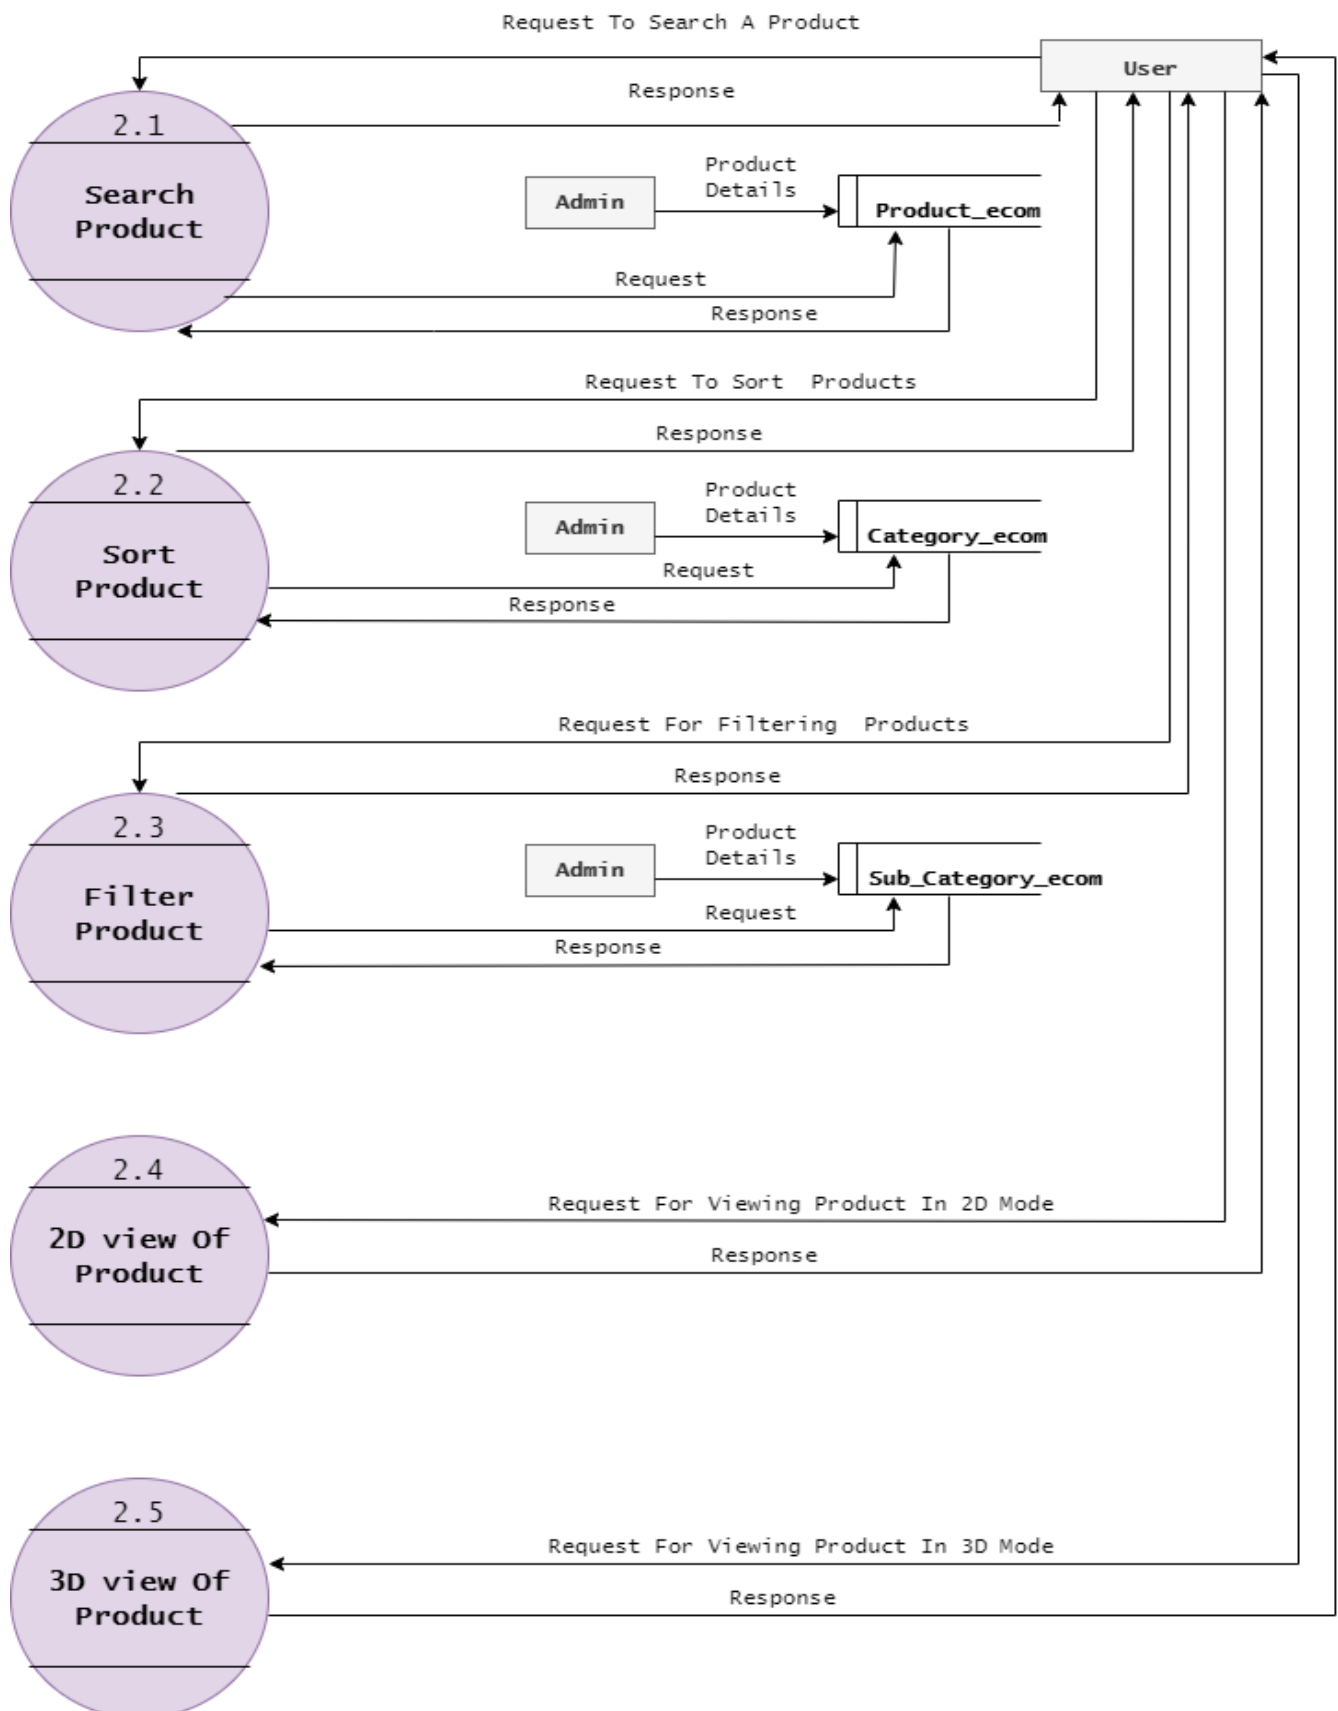 Request To Search A Product
User
Response
2.1
Search
Product
Product
Details
Admin
Product_ecom
Request
Response
Request To Sort  Products
Response
2.2
Sort
Product
Product
Details
Admin
Category_ecom
Request
Response
Request For Filtering  Products
Response
2.3
Filter
Product
Product
Details
Admin
Sub_Category_ecom
Request
Response
2.4
2D view Of
Product
Request For Viewing Product In 2D Mode
Response
2.5
3D view Of
Product
Request For Viewing Product In 3D Mode
Response